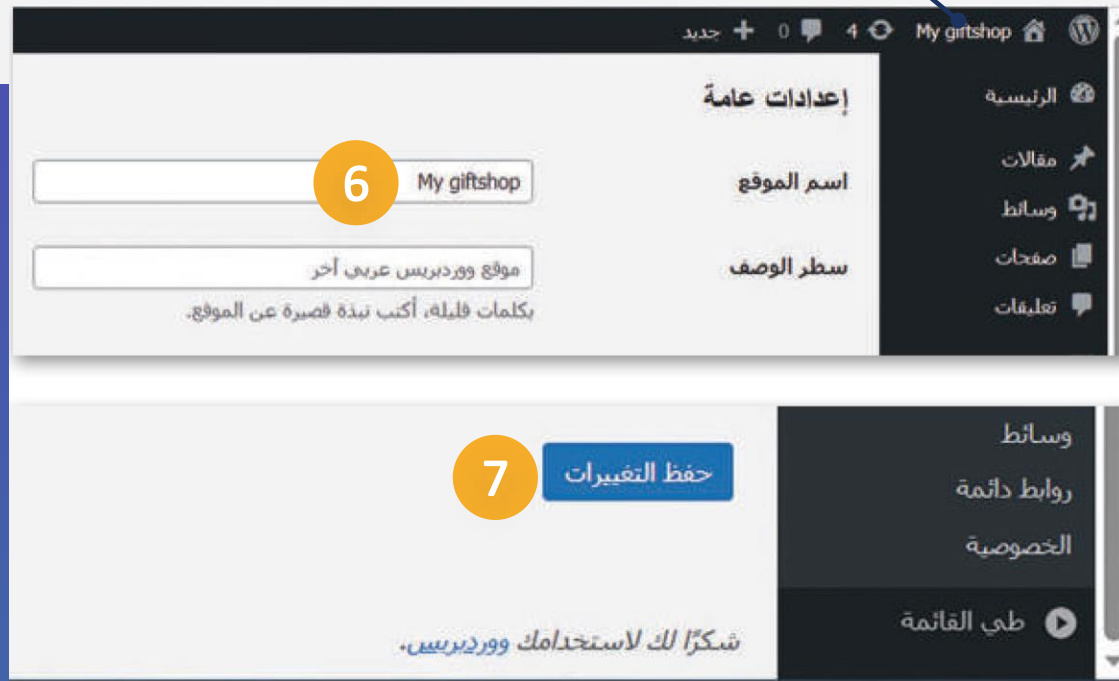 My giftshop 4 0 جديد
الرئيسية
مقالات
وسائط
صفحات
تعليقات
إعدادات عامة
اسم الموقع
My giftshop
6
سطر الوصف
موقع ووردبريس عربي آخر
بكلمات قليلة، أكتب نبذة قصيرة عن الموقع.
وسائط
روابط دائمة
الخصوصية
طي القائمة
حفظ التغييرات
7
شكرًا لك لاستخدامك ووردبريس.